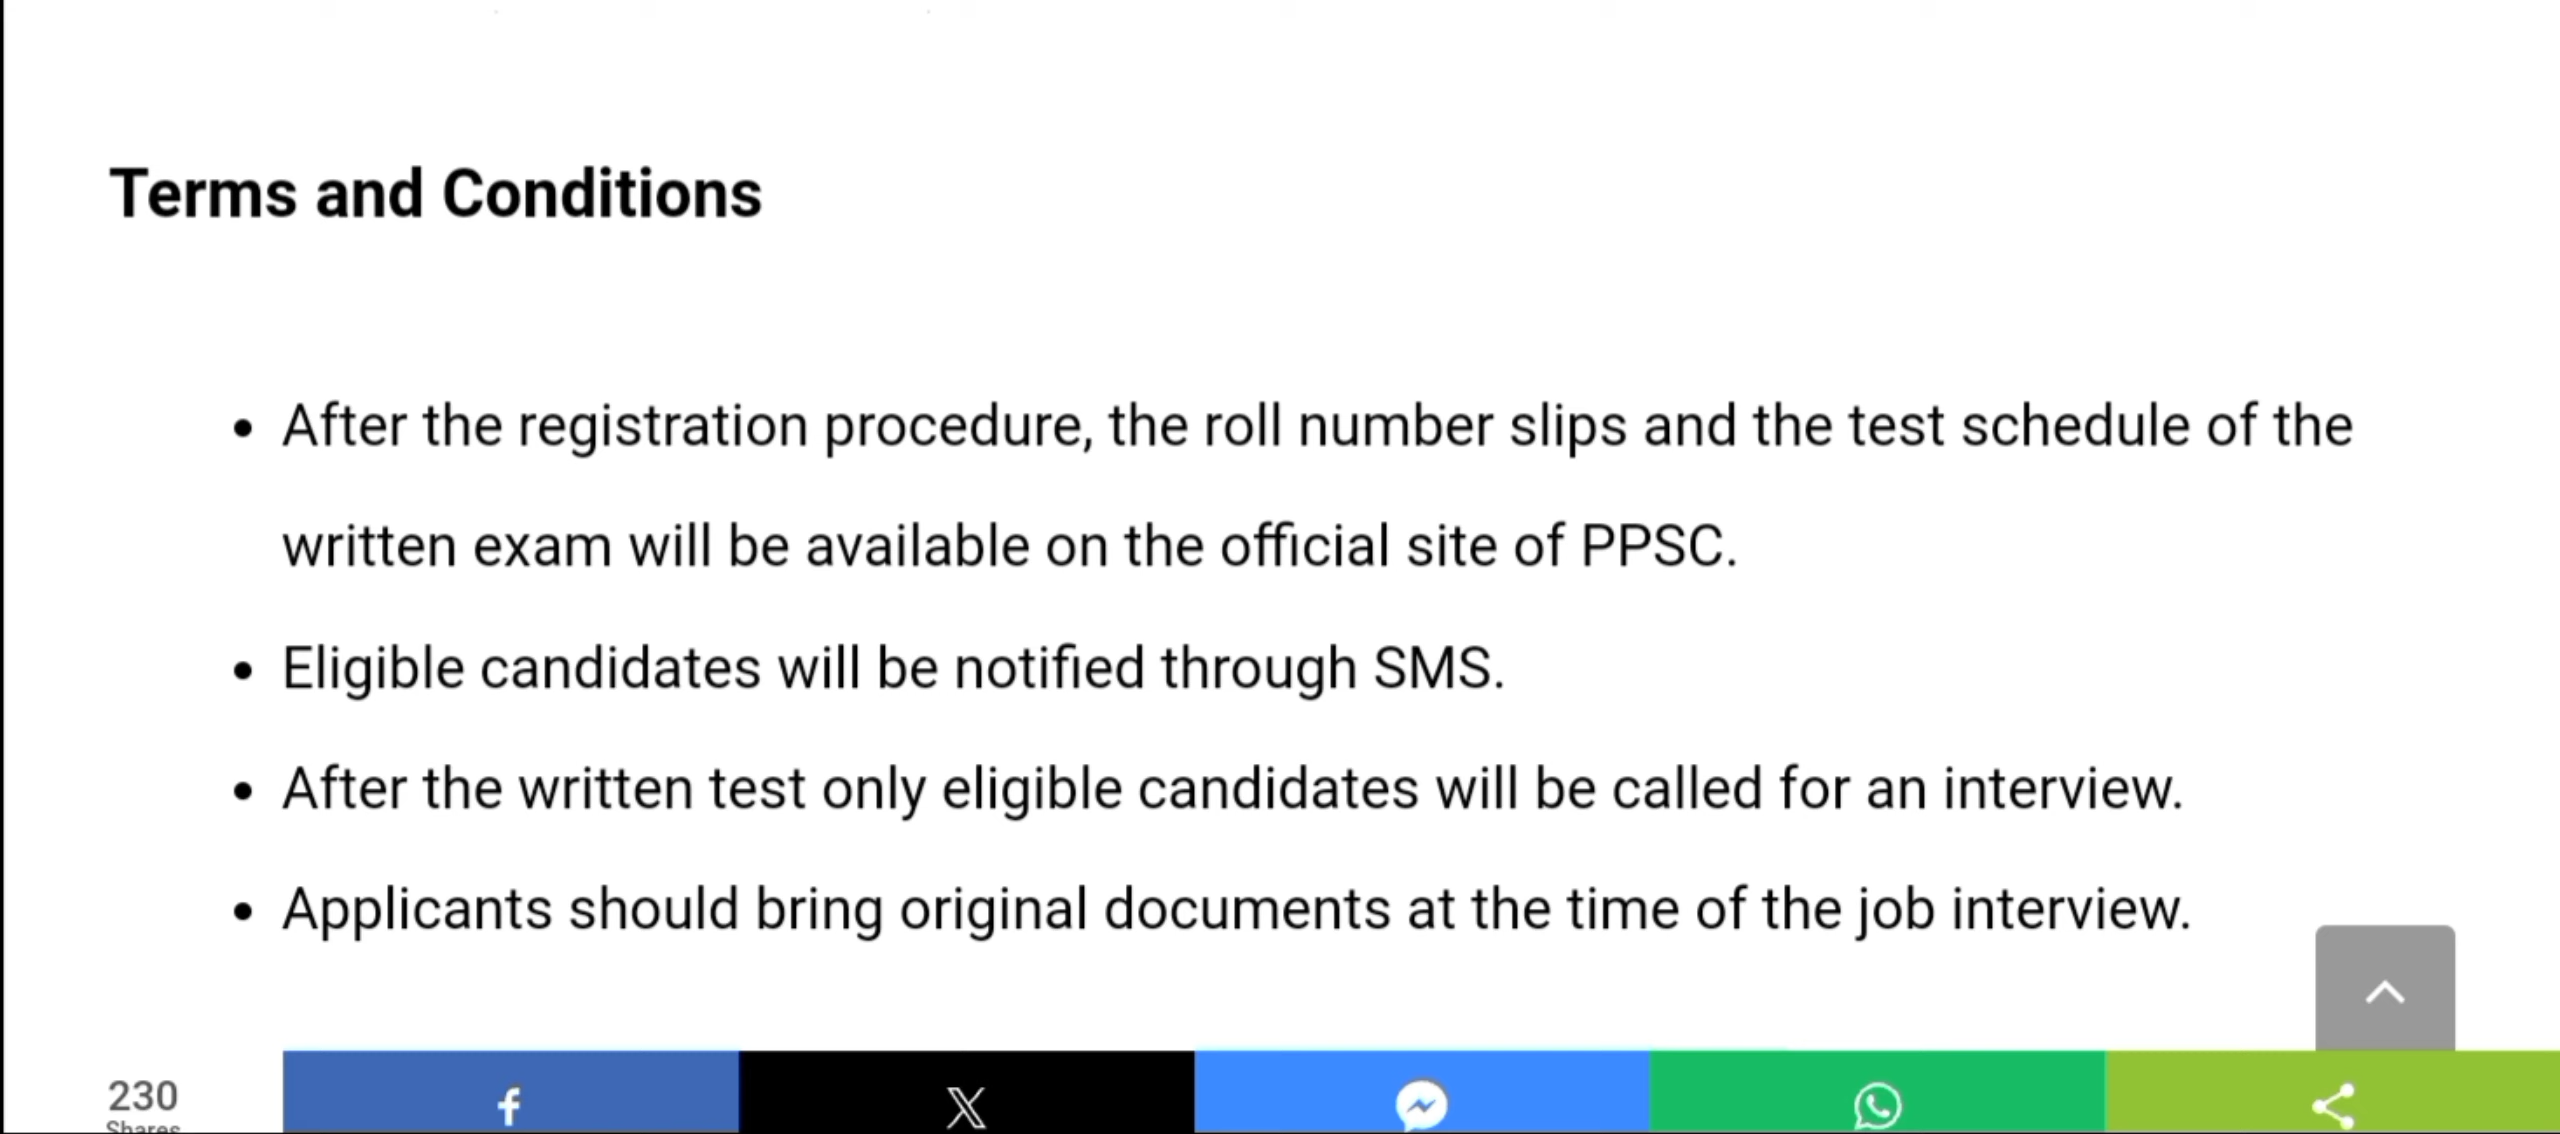 Terms and Conditions
• After the registration procedure, the roll number slips and the test schedule of the
written exam will be available on the official site of PPSC.
• Eligible candidates will be notified through SMS.
• After the written test only eligible candidates will be called for an interview.
• Applicants should bring original documents at the time of the job interview.
230
Shares